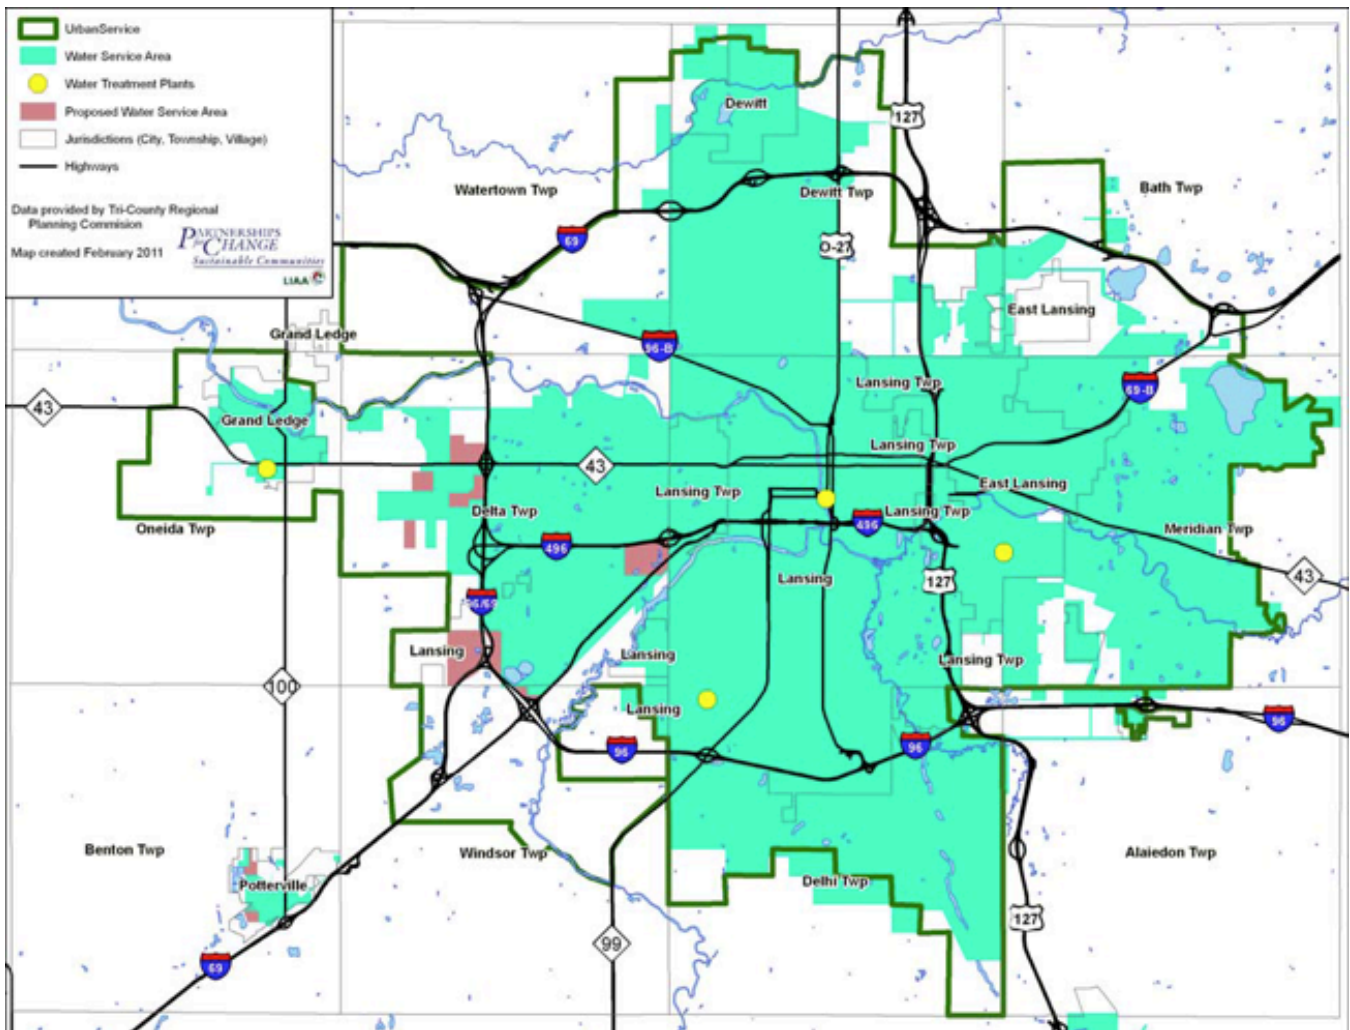 UrbanService
Water Service Area
Water Treatment Plants
Proposed Water Service Area
Jurisdictions (City, Township, Village)
Highways
Data provided by Tri-County Regional
Planning Commision
Map created February 2011
PARTNERSHIPS
for CHANGE
Sustainable Communities
LIAA
Dewitt
127
Watertown Twp
Dewitt Twp
Bath Twp
69
O-27
East Lansing
Grand Ledge
96-B
Lansing Twp
69-B
43
Grand Ledge
Lansing Twp
43
Lansing Twp
East Lansing
Delta Twp
Lansing Twp
Oneida Twp
496
Meridian Twp
496
Lansing
127
43
96/69
Lansing
Lansing
Lansing Twp
100
Lansing
96
96
96
Benton Twp
Windsor Twp
Alaiedon Twp
Potterville
Delhi Twp
127
99
69